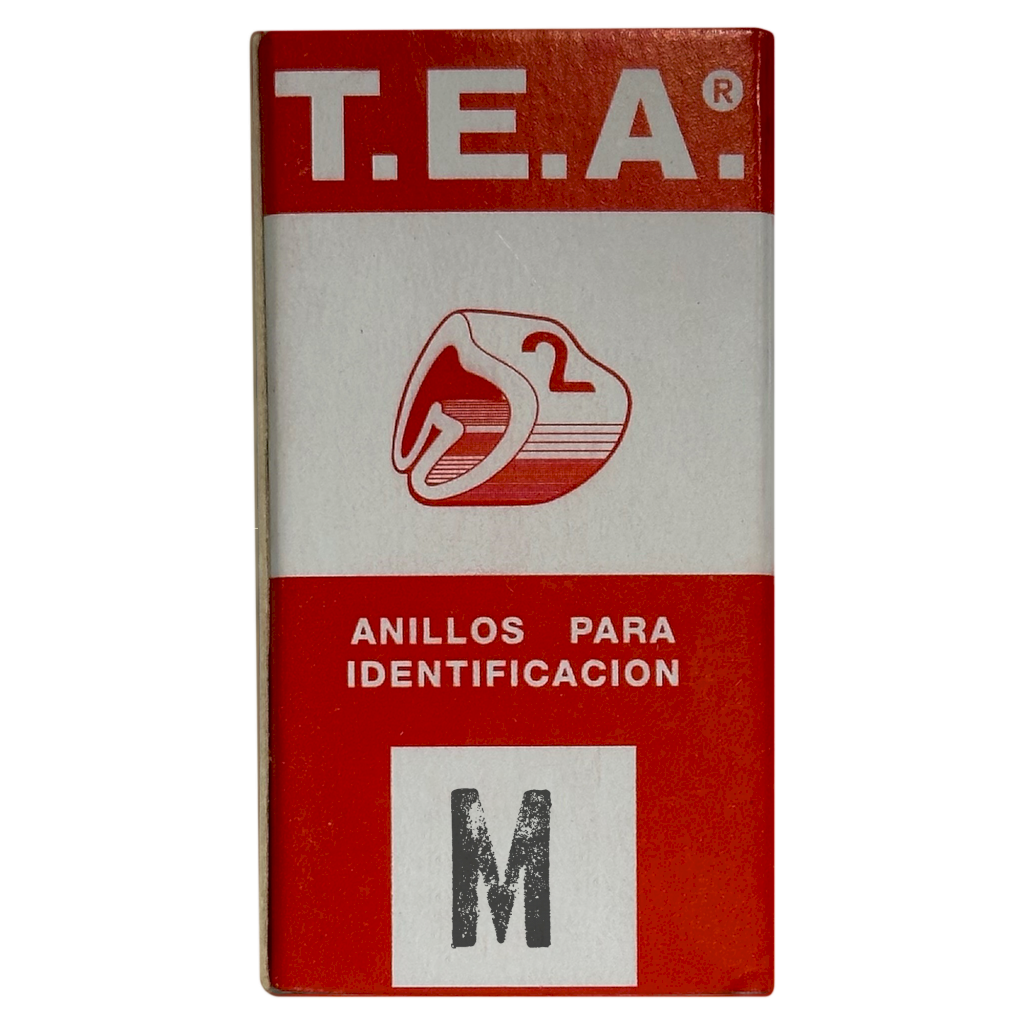 T.E.A.®
2
ANILLOS PARA
IDENTIFICACION
M